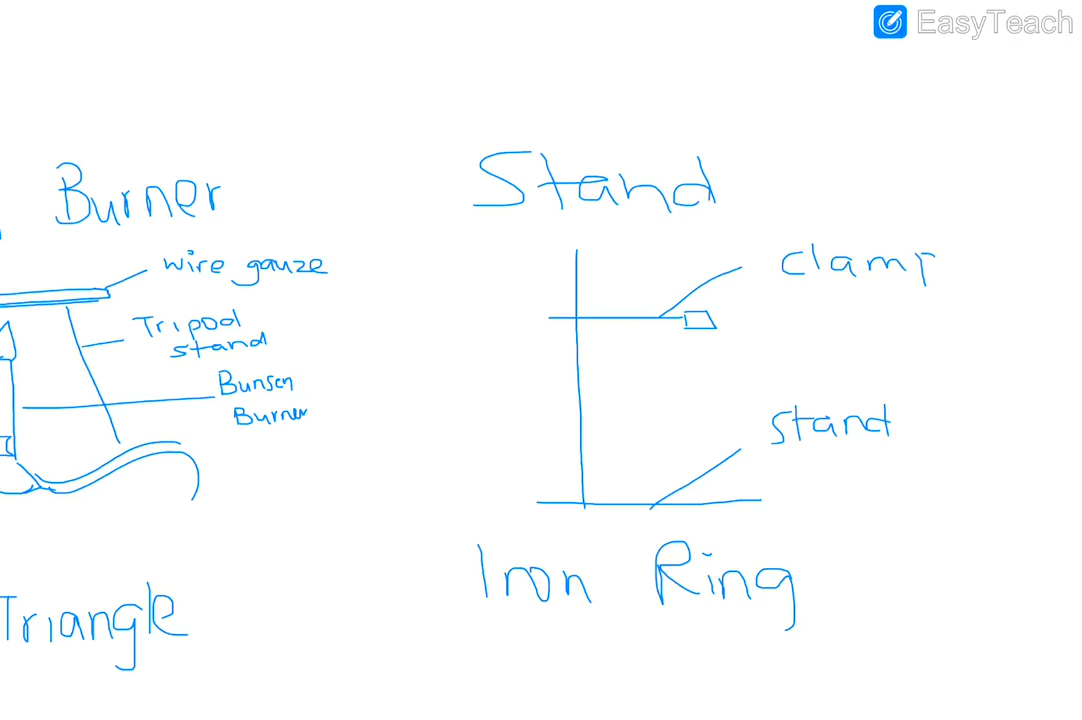 EasyTeach
Burner
wire gauze
Tripod
stand
Bunsen
Burner
Triangle
Stand
clamp
stand
Iron Ring